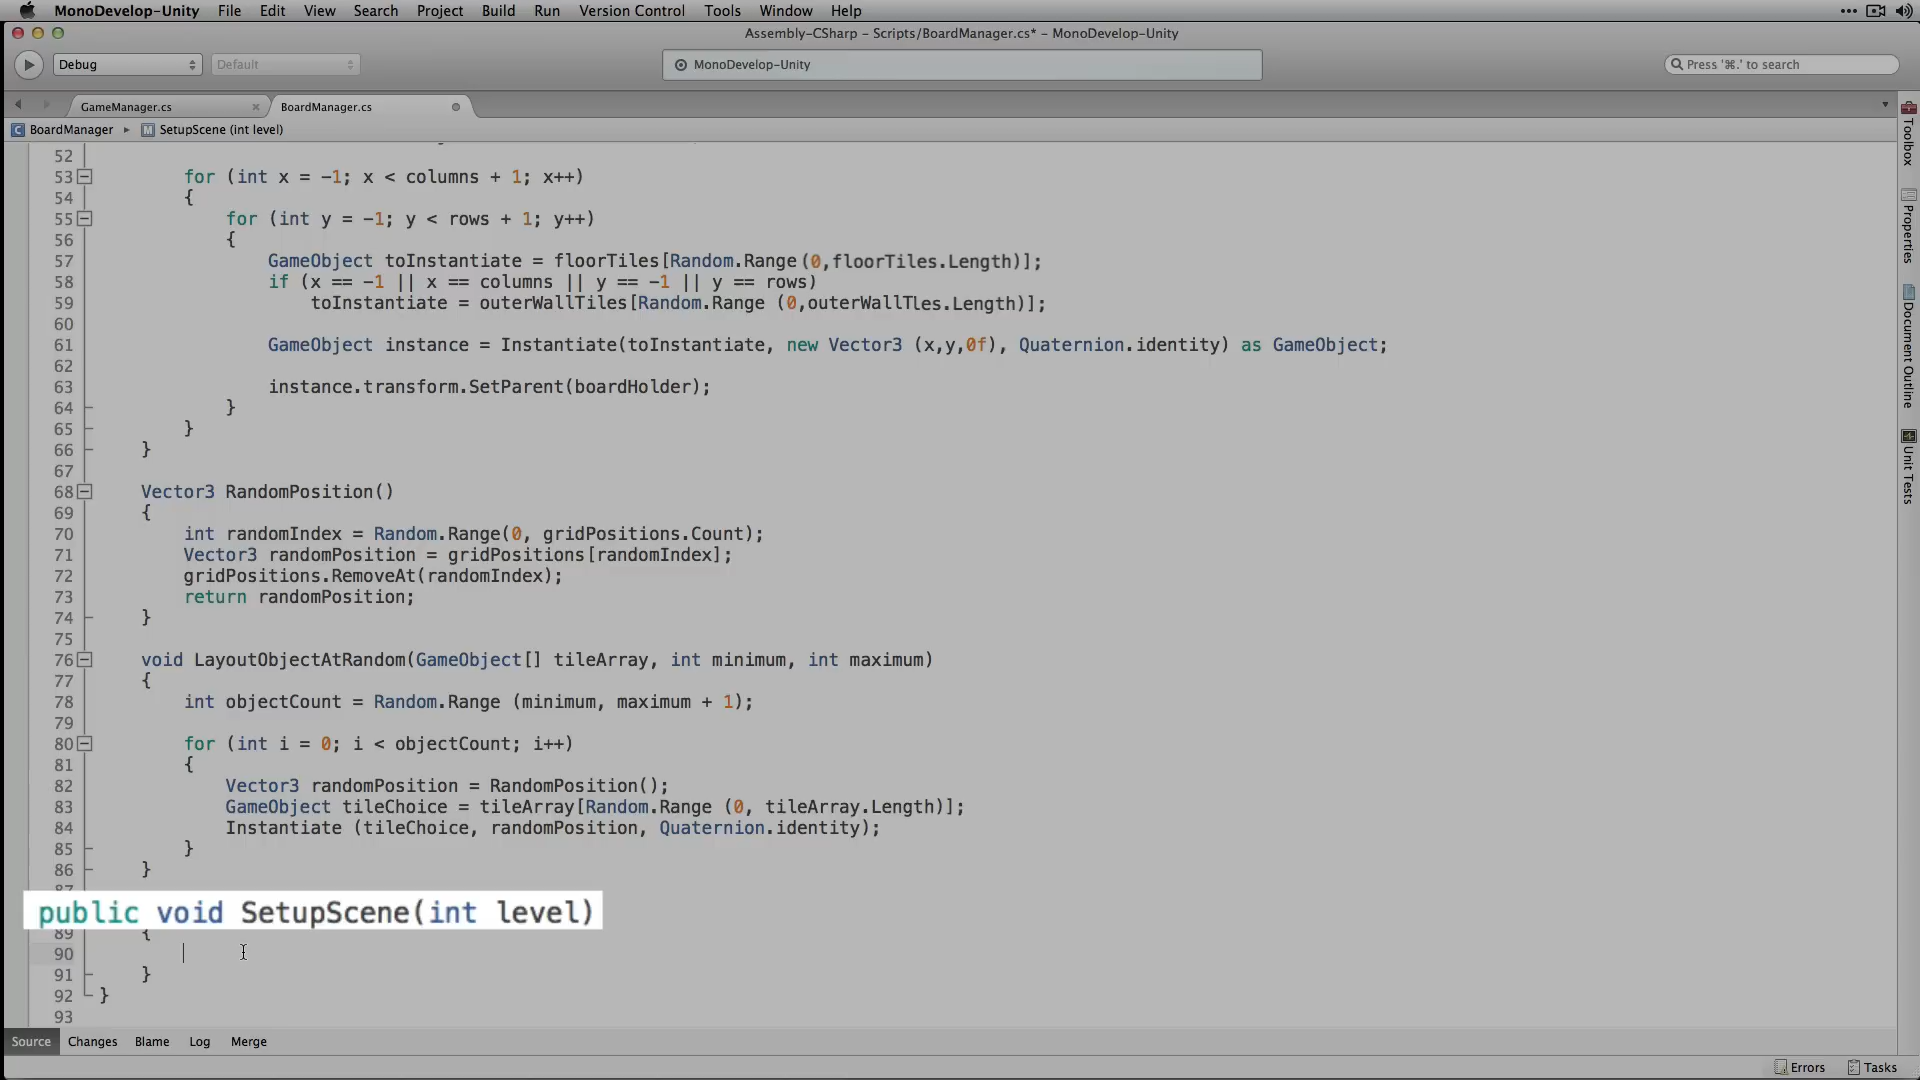 MonoDevelop-Unity File Edit View Search Project Build Run Version Control Tools Window Help
Assembly-CSharp – Scripts/BoardManager.cs* – MonoDevelop-Unity
Debug Default MonoDevelop-Unity Press '⌘.' to search
GameManager.cs BoardManager.cs
BoardManager SetupScene (int level)
52
53 for (int x = -1; x < columns + 1; x++)
54 {
55 for (int y = -1; y < rows + 1; y++)
56 {
57 GameObject toInstantiate = floorTiles[Random.Range(0,floorTiles.Length)];
58 if (x == -1 || x == columns || y == -1 || y == rows)
59 toInstantiate = outerWallTiles[Random.Range (0,outerWallTles.Length)];
60
61 GameObject instance = Instantiate(toInstantiate, new Vector3 (x,y,0f), Quaternion.identity) as GameObject;
62
63 instance.transform.SetParent(boardHolder);
64 }
65 }
66 }
67
68 Vector3 RandomPosition()
69 {
70 int randomIndex = Random.Range(0, gridPositions.Count);
71 Vector3 randomPosition = gridPositions[randomIndex];
72 gridPositions.RemoveAt(randomIndex);
73 return randomPosition;
74 }
75
76 void LayoutObjectAtRandom(GameObject[] tileArray, int minimum, int maximum)
77 {
78 int objectCount = Random.Range (minimum, maximum + 1);
79
80 for (int i = 0; i < objectCount; i++)
81 {
82 Vector3 randomPosition = RandomPosition();
83 GameObject tileChoice = tileArray[Random.Range (0, tileArray.Length)];
84 Instantiate (tileChoice, randomPosition, Quaternion.identity);
85 }
86 }
87
public void SetupScene(int level)
89 {
90
91 }
92 }
93
Source Changes Blame Log Merge
Errors Tasks
Toolbox
Properties
Document Outline
Unit Tests